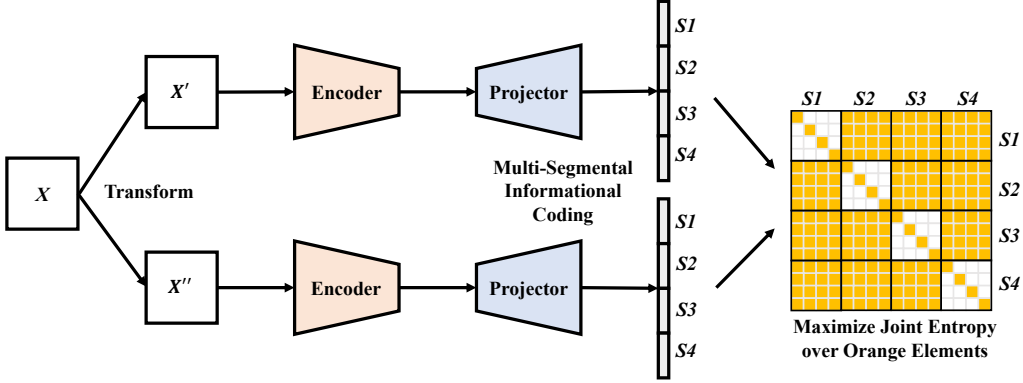 S1
S2
S3
S4
X'
Encoder
Projector
X
Transform
Multi-Segmental
Informational
Coding
S1 S2 S3 S4
S1
S2
S3
S4
X''
Encoder
Projector
S1
S2
S3
S4
Maximize Joint Entropy
over Orange Elements